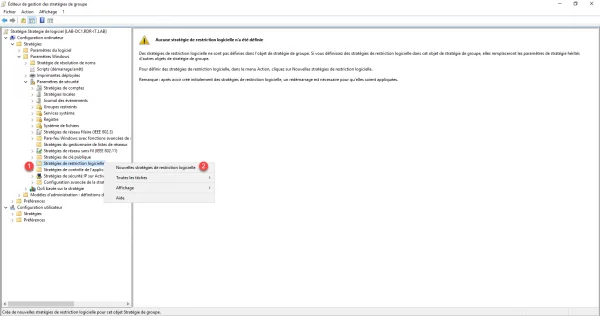 Éditeur de gestion des stratégies de groupe
Fichier Action Affichage ?
Stratégie Stratégie de logiciel [LAB-DC1.RDR-IT.LAB]
Configuration ordinateur
Stratégies
Paramètres du logiciel
Paramètres Windows
Stratégie de résolution de noms
Scripts (démarrage/arrêt)
Imprimantes déployées
Paramètres de sécurité
Stratégies de comptes
Stratégies locales
Journal des événements
Groupes restreints
Services système
Registre
Système de fichiers
Stratégies de réseau filaire (IEEE 802.3)
Pare-feu Windows avec fonctions avancées de
Stratégies du gestionnaire de listes de réseaux
Stratégies de réseau sans fil (IEEE 802.11)
Stratégies de clé publique
1 Stratégies de restriction logicielle
Stratégies de contrôle de l'applic
Stratégies de sécurité IP sur Activ
Configuration avancée de la strat
QoS basée sur la stratégie
Modèles d'administration : définitions d
Préférences
Configuration utilisateur
Stratégies
Préférences
Nouvelles stratégies de restriction logicielle 2
Toutes les tâches
Affichage
Aide
Aucune stratégie de restriction logicielle n'a été définie
Des stratégies de restriction logicielle ne sont pas définies dans l'objet de stratégie de groupe. Si vous définissez des stratégies de restriction logicielle dans cet objet de stratégie de groupe, elles remplaceront les paramètres de stratégie hérités
d'autres objets de stratégie de groupe.
Pour définir des stratégies de restriction logicielle, dans le menu Action, cliquez sur Nouvelles stratégies de restriction logicielle.
Remarque : après avoir créé initialement des stratégies de restriction logicielle, un redémarrage est nécessaire pour qu'elles soient appliquées.
Crée de nouvelles stratégies de restriction logicielle pour cet objet Stratégie de groupe.